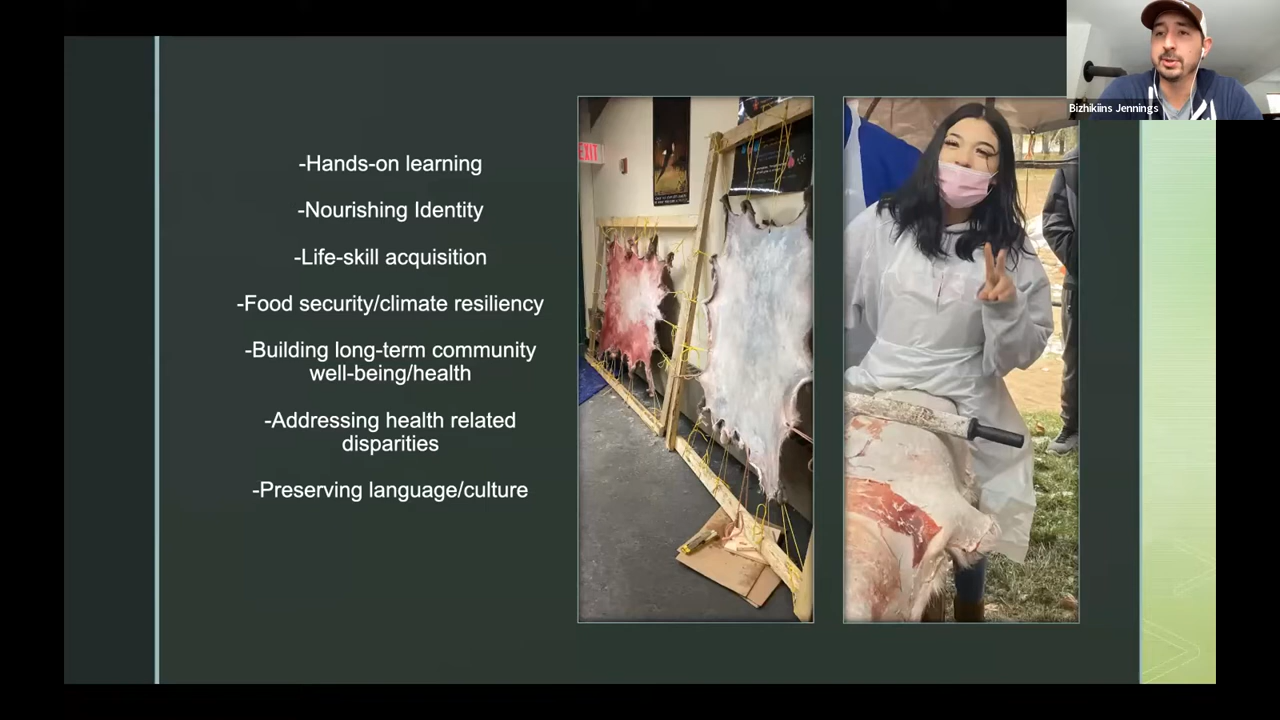 Bizhikiins Jennings
-Hands-on learning
-Nourishing Identity
-Life-skill acquisition
-Food security/climate resiliency
-Building long-term community
well-being/health
-Addressing health related
disparities
-Preserving language/culture
EXIT